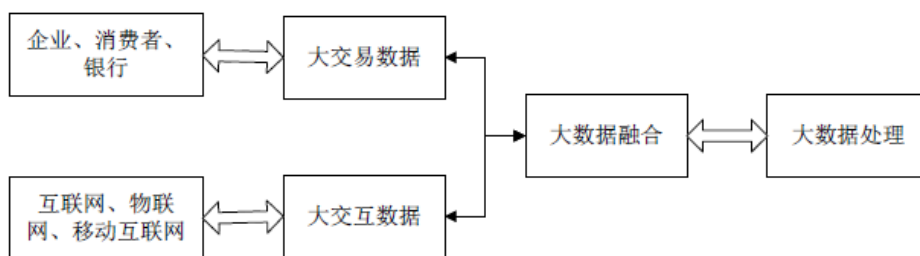 企业、消费者、
银行
大交易数据
大数据融合
大数据处理
互联网、物联
网、移动互联网
大交互数据